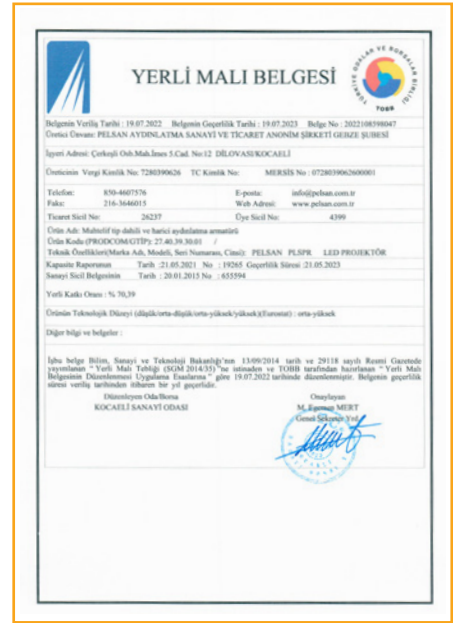 YERLİ MALI BELGESİ
TÜRKİYE ODALAR VE BORSALAR BİRLİĞİ
TOBB
Belgenin Veriliş Tarihi : 19.07.2022 Belgenin Geçerlilik Tarihi : 19.07.2023 Belge No : 2022108598047
Üretici Ünvanı: PELSAN AYDINLATMA SANAYİ VE TİCARET ANONİM ŞİRKETİ GEBZE ŞUBESİ
İşyeri Adresi: Çerkeşli Osb.Mah.İmes 5.Cad. No:12 DİLOVASI/KOCAELİ
Üreticinin Vergi Kimlik No: 7280390626 TC Kimlik No: MERSİS No : 0728039062600001
Telefon: 850-4607576 E-posta: info@pelsan.com.tr
Faks: 216-3646015 Web Adresi: www.pelsan.com.tr
Ticaret Sicil No: 26237 Üye Sicil No: 4399
Ürün Adı: Muhtelif tip dahili ve harici aydınlatma armatürü
Ürün Kodu (PRODCOM/GTİP): 27.40.39.30.01 /
Teknik Özellikleri(Marka Adı, Modeli, Seri Numarası, Cinsi): PELSAN PLSPR LED PROJEKTÖR
Kapasite Raporunun Tarih :21.05.2021 No : 19265 Geçerlilik Süresi :21.05.2023
Sanayi Sicil Belgesinin Tarih : 20.01.2015 No : 655594
Yerli Katkı Oranı : % 70,39
Ürünün Teknolojik Düzeyi (düşük/orta-düşük/orta-yüksek/yüksek)(Eurostat) : orta-yüksek
Diğer bilgi ve belgeler :
İşbu belge Bilim, Sanayi ve Teknoloji Bakanlığı'nın 13/09/2014 tarih ve 29118 sayılı Resmi Gazetede
yayımlanan "Yerli Malı Tebliği (SGM 2014/35)"ne istinaden ve TOBB tarafından hazırlanan "Yerli Malı
Belgesinin Düzenlenmesi Uygulama Esaslarına" göre 19.07.2022 tarihinde düzenlenmiştir. Belgenin geçerlilik
süresi veriliş tarihinden itibaren bir yıl geçerlidir.
Düzenleyen Oda/Borsa Onaylayan
KOCAELİ SANAYİ ODASI M. Egemen MERT
Genel Sekreter Yrd.